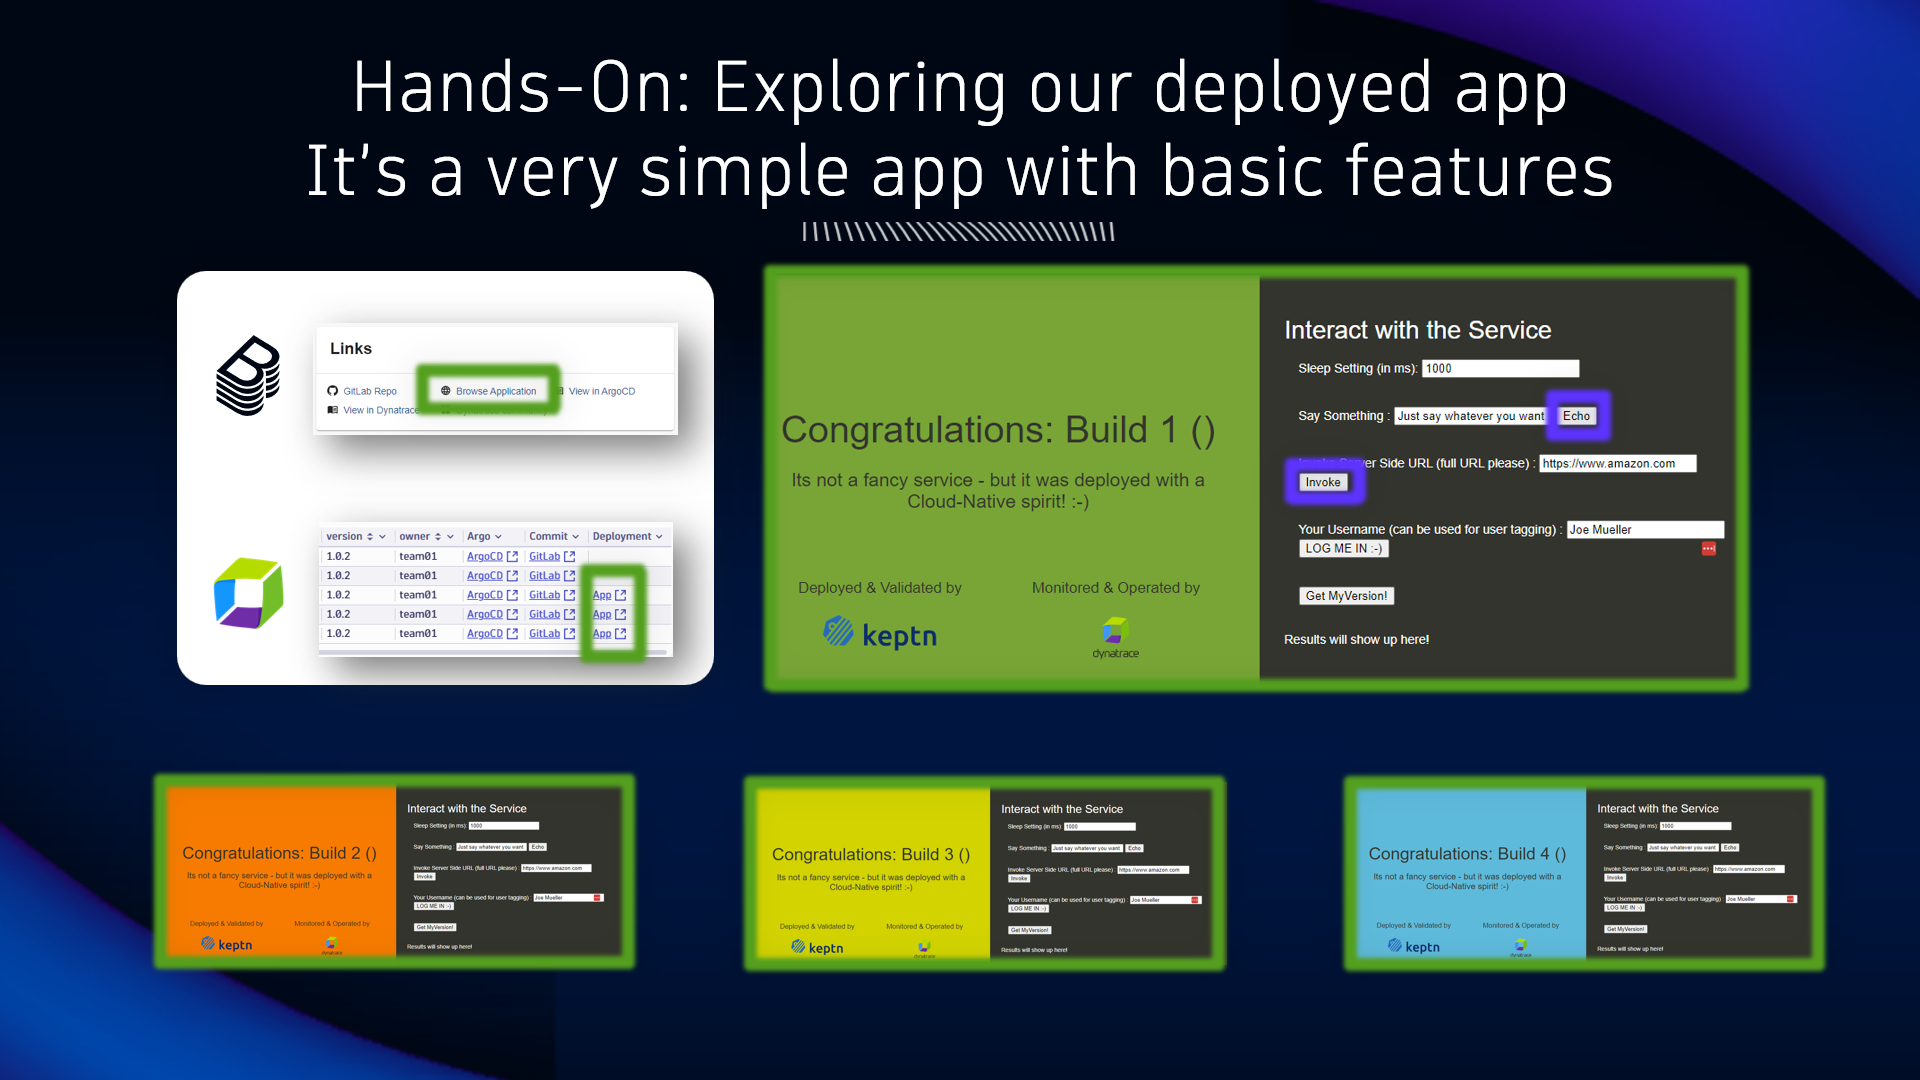 Hands-On: Exploring our deployed app
It's a very simple app with basic features
Links
GitLab Repo
Browse Application
View in ArgoCD
View in Dynatrace
version owner Argo Commit Deployment
1.0.2 team01 ArgoCD GitLab
1.0.2 team01 ArgoCD GitLab
1.0.2 team01 ArgoCD GitLab App
1.0.2 team01 ArgoCD GitLab App
1.0.2 team01 ArgoCD GitLab App
Congratulations: Build 1 ()
Its not a fancy service - but it was deployed with a
Cloud-Native spirit! :-)
Deployed & Validated by
keptn
Monitored & Operated by
dynatrace
Interact with the Service
Sleep Setting (in ms): 1000
Say Something : Just say whatever you want Echo
Server Side URL (full URL please) : https://www.amazon.com
Invoke
Your Username (can be used for user tagging) : Joe Mueller
LOG ME IN :-)
Get MyVersion!
Results will show up here!
Congratulations: Build 2 ()
Its not a fancy service - but it was deployed with a
Cloud-Native spirit! :-)
Deployed & Validated by
keptn
Monitored & Operated by
dynatrace
Interact with the Service
Sleep Setting (in ms): 1000
Say Something : Just say whatever you want Echo
Invoke Server Side URL (full URL please) : https://www.amazon.com
Invoke
Your Username (can be used for user tagging) : Joe Mueller
LOG ME IN :-)
Get MyVersion!
Results will show up here!
Congratulations: Build 3 ()
Its not a fancy service - but it was deployed with a
Cloud-Native spirit! :-)
Deployed & Validated by
keptn
Monitored & Operated by
dynatrace
Interact with the Service
Sleep Setting (in ms): 1000
Say Something : Just say whatever you want Echo
Invoke Server Side URL (full URL please) : https://www.amazon.com
Invoke
Your Username (can be used for user tagging) : Joe Mueller
LOG ME IN :-)
Get MyVersion!
Results will show up here!
Congratulations: Build 4 ()
Its not a fancy service - but it was deployed with a
Cloud-Native spirit! :-)
Deployed & Validated by
keptn
Monitored & Operated by
dynatrace
Interact with the Service
Sleep Setting (in ms): 1000
Say Something : Just say whatever you want Echo
Invoke Server Side URL (full URL please) : https://www.amazon.com
Invoke
Your Username (can be used for user tagging) : Joe Mueller
LOG ME IN :-)
Get MyVersion!
Results will show up here!